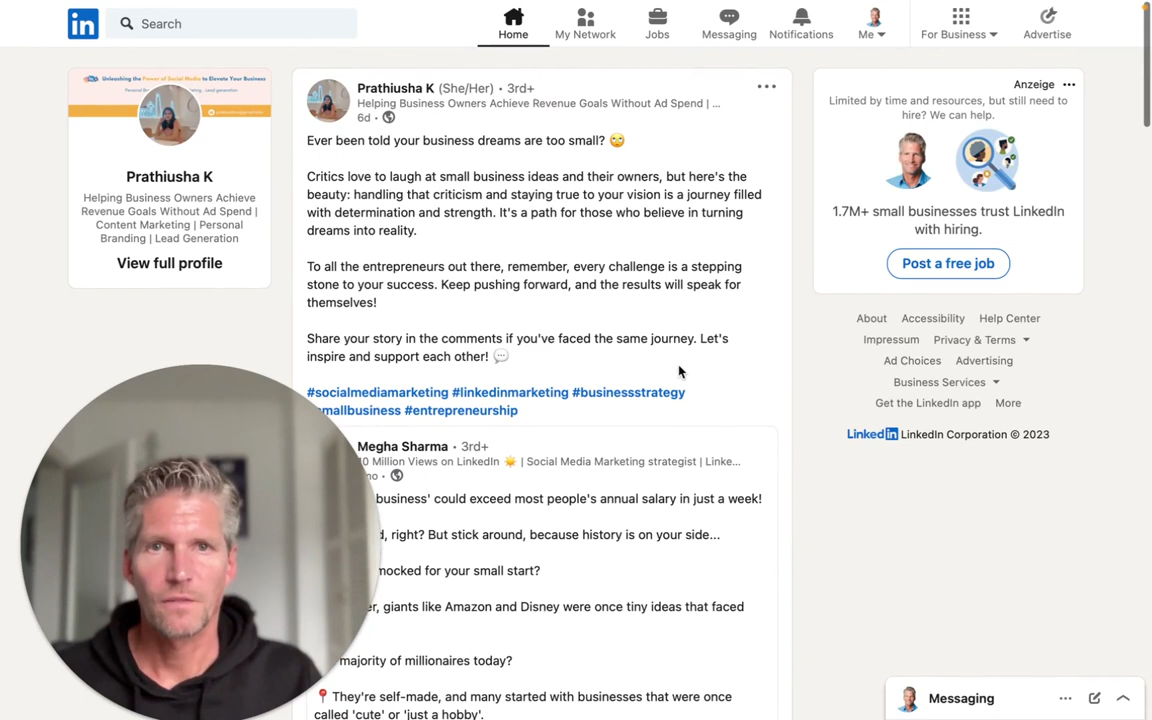 in
Search
Home
My Network
Jobs
Messaging
Notifications
Me
For Business
Advertise
Unleashing the Power of Social Media to Elevate Your Business
Prathiusha K
Helping Business Owners Achieve
Revenue Goals Without Ad Spend |
Content Marketing | Personal
Branding | Lead Generation
View full profile
Prathiusha K (She/Her) • 3rd+
Helping Business Owners Achieve Revenue Goals Without Ad Spend | ...
6d •
Ever been told your business dreams are too small? 🙄
Critics love to laugh at small business ideas and their owners, but here's the
beauty: handling that criticism and staying true to your vision is a journey filled
with determination and strength. It's a path for those who believe in turning
dreams into reality.
To all the entrepreneurs out there, remember, every challenge is a stepping
stone to your success. Keep pushing forward, and the results will speak for
themselves!
Share your story in the comments if you've faced the same journey. Let's
inspire and support each other! 💬
#socialmediamarketing #linkedinmarketing #businessstrategy
#entrepreneurship
Megha Sharma • 3rd+
Million Views on LinkedIn ☀️ | Social Media Marketing strategist | Linke...
business' could exceed most people's annual salary in just a week!
right? But stick around, because history is on your side...
mocked for your small start?
giants like Amazon and Disney were once tiny ideas that faced
majority of millionaires today?
📍 They're self-made, and many started with businesses that were once
called 'cute' or 'just a hobby'.
Anzeige
Limited by time and resources, but still need to
hire? We can help.
1.7M+ small businesses trust LinkedIn
with hiring.
Post a free job
About Accessibility Help Center
Impressum Privacy & Terms
Ad Choices Advertising
Business Services
Get the LinkedIn app More
LinkedIn LinkedIn Corporation © 2023
Messaging